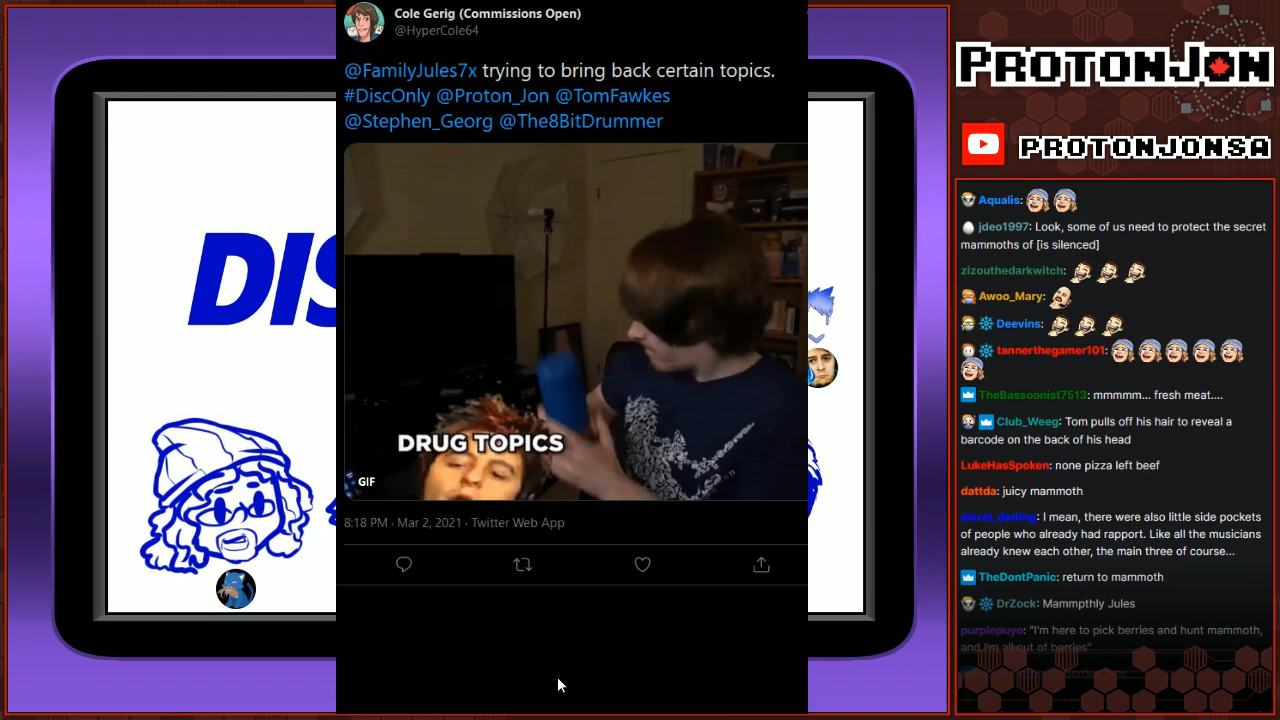 Cole Gerig (Commissions Open)
@HyperCole64
@FamilyJules7x trying to bring back certain topics.
#DiscOnly @Proton_Jon @TomFawkes
@Stephen_Georg @The8BitDrummer
DIS
DRUG TOPICS
GIF
8:18 PM · Mar 2, 2021 · Twitter Web App
PROTONJON
PROTONJONSA
Aqualis:
jdeo1997: Look, some of us need to protect the secret
mammoths of [is silenced]
zizouthedarkwitch:
Awoo_Mary:
Deevins:
tannerthegamer101:
TheBassoonist7513: mmmmm... fresh meat....
Club_Weeg: Tom pulls off his hair to reveal a
barcode on the back of his head
LukeHasSpoken: none pizza left beef
dattda: juicy mammoth
alexei_darling: I mean, there were also little side pockets
of people who already had rapport. Like all the musicians
already knew each other, the main three of course...
TheDontPanic: return to mammoth
DrZock: Mammpthly Jules
purplepuyo: "I'm here to pick berries and hunt mammoth,
and I'm all out of berries"